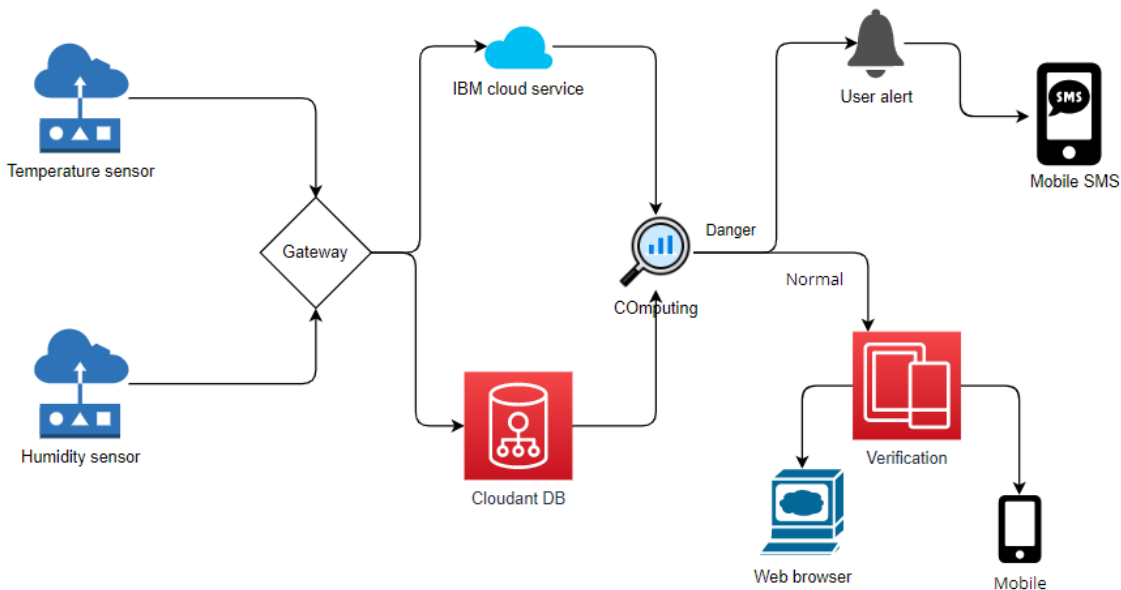 Temperature sensor
Humidity sensor
Gateway
IBM cloud service
Cloudant DB
COmputing
Danger
Normal
User alert
SMS
Mobile SMS
Verification
Web browser
Mobile